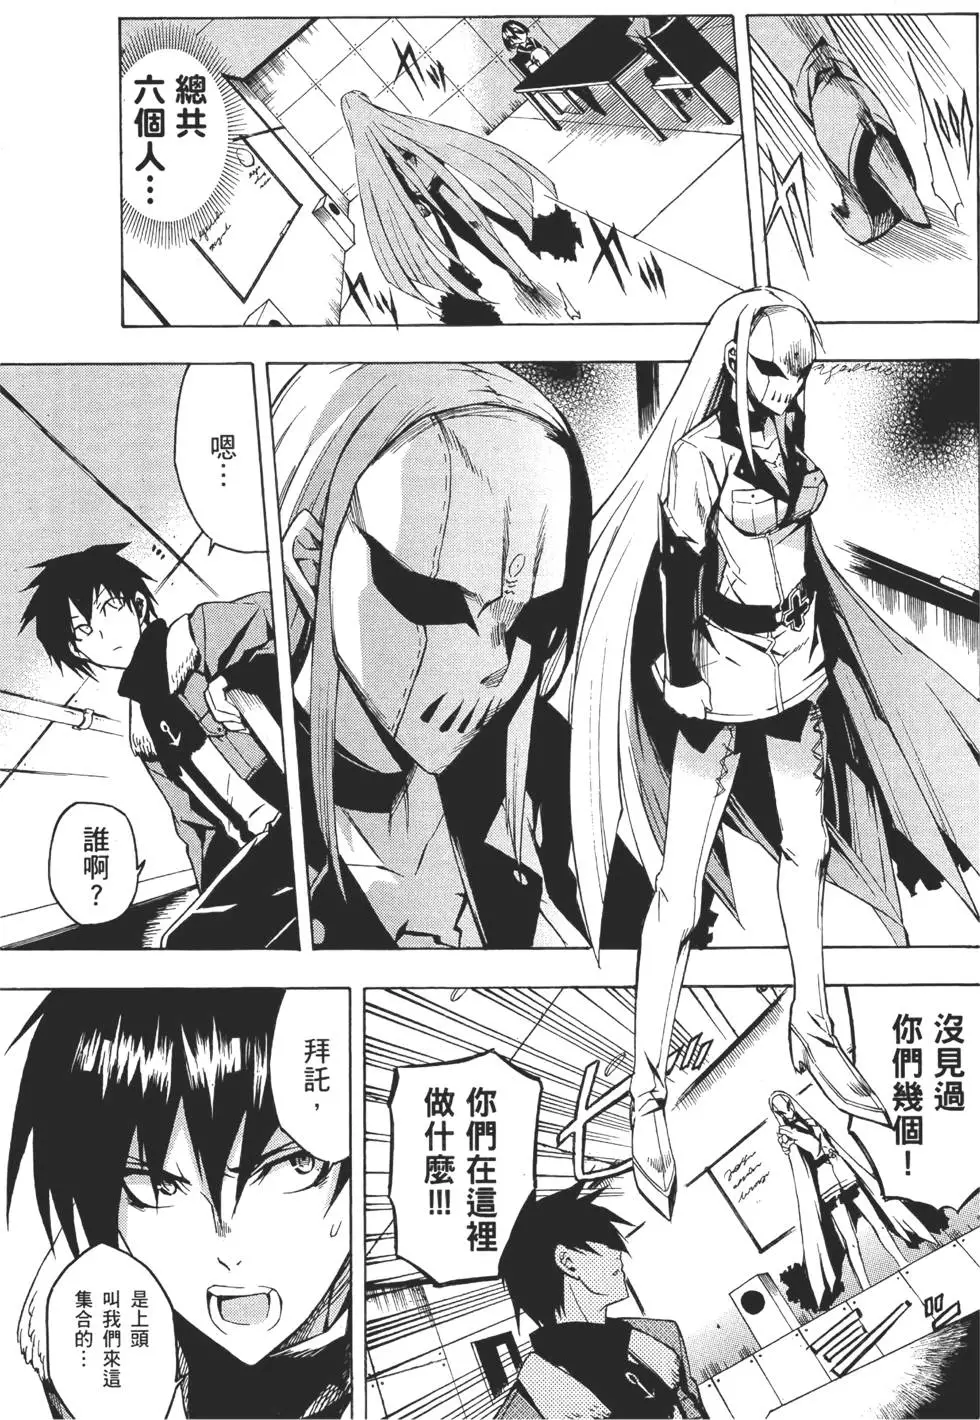 總共
六個人…
嗯…
誰啊？
沒見過
你們幾個！
你們在這裡
做什麼!!!
拜託，
是上頭
叫我們來這
集合的…